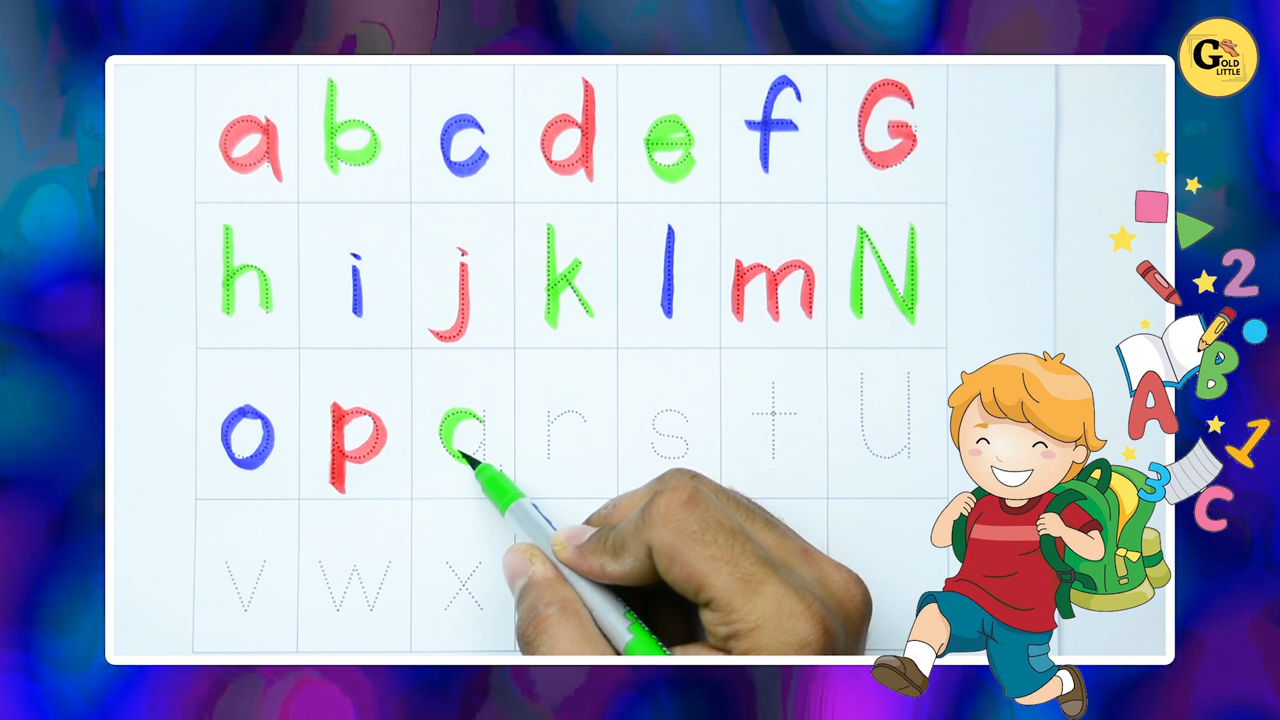 GOLD
LITTLE
a b c d e f G
h i j k l m N
o p q r s t U
v w x
2
B
A
1
3
C